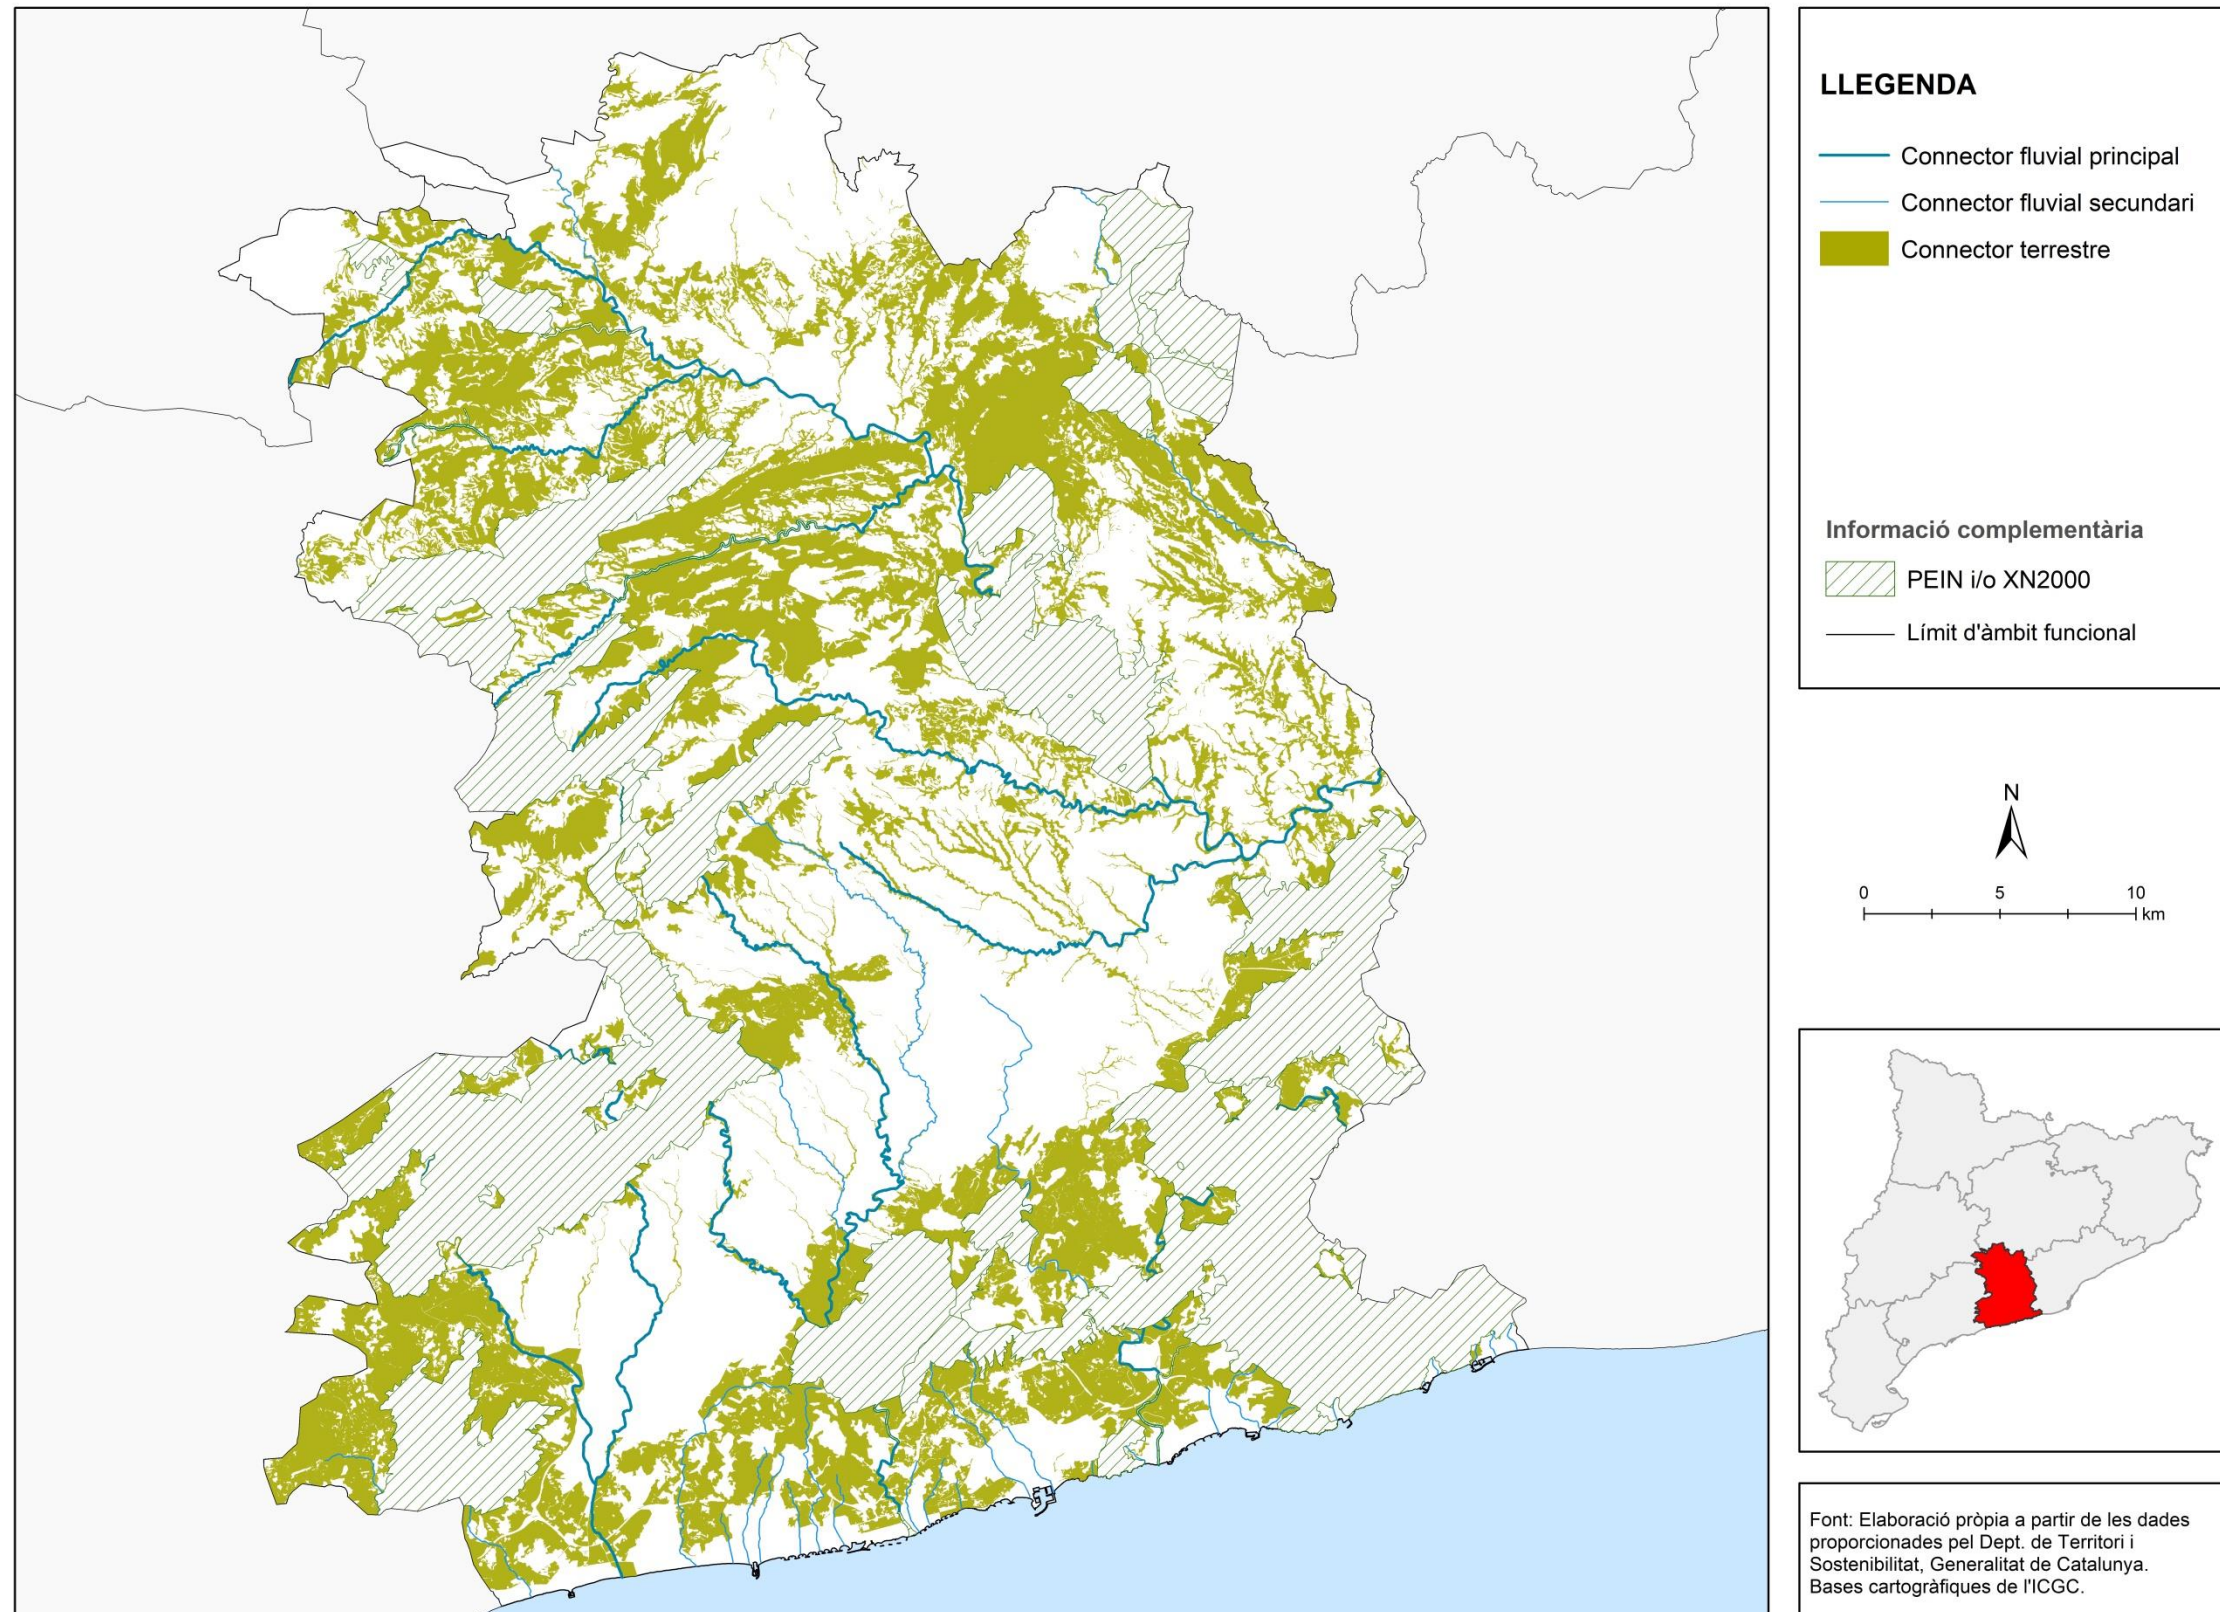 LLEGENDA
Connector fluvial principal
Connector fluvial secundari
Connector terrestre
Informació complementària
PEIN i/o XN2000
Límit d'àmbit funcional
N
0 5 10
km
Font: Elaboració pròpia a partir de les dades
proporcionades pel Dept. de Territori i
Sostenibilitat, Generalitat de Catalunya.
Bases cartogràfiques de l'ICGC.